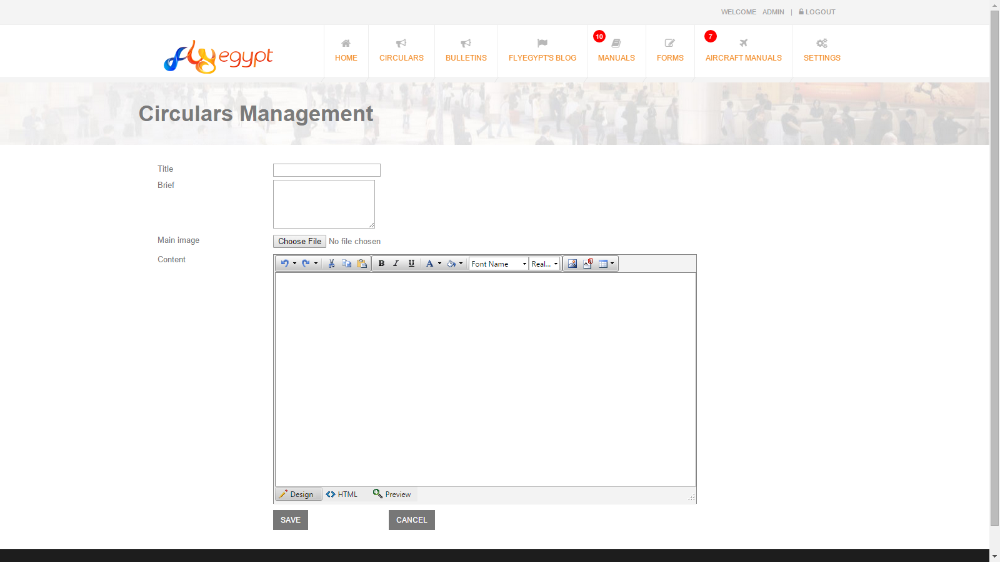 WELCOME ADMIN | LOGOUT
flyegypt
HOME
CIRCULARS
BULLETINS
FLYEGYPT'S BLOG
10
MANUALS
FORMS
7
AIRCRAFT MANUALS
SETTINGS
Circulars Management
Title
Brief
Main image
Choose File No file chosen
Content
B I U A Font Name Real...
Design HTML Preview
SAVE CANCEL